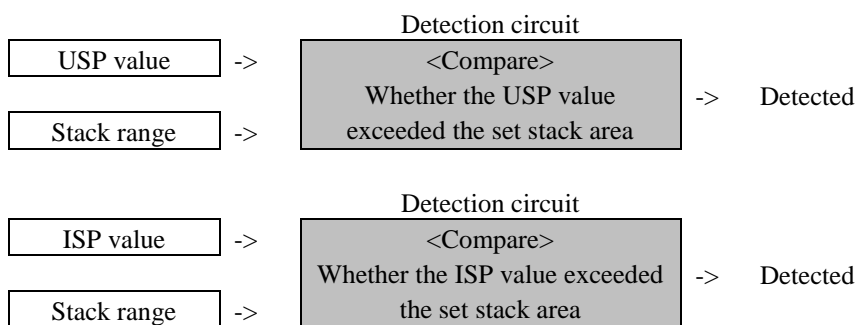 Detection circuit
USP value -> <Compare>
Whether the USP value -> Detected
Stack range -> exceeded the set stack area
Detection circuit
ISP value -> <Compare>
Whether the ISP value exceeded -> Detected
Stack range -> the set stack area